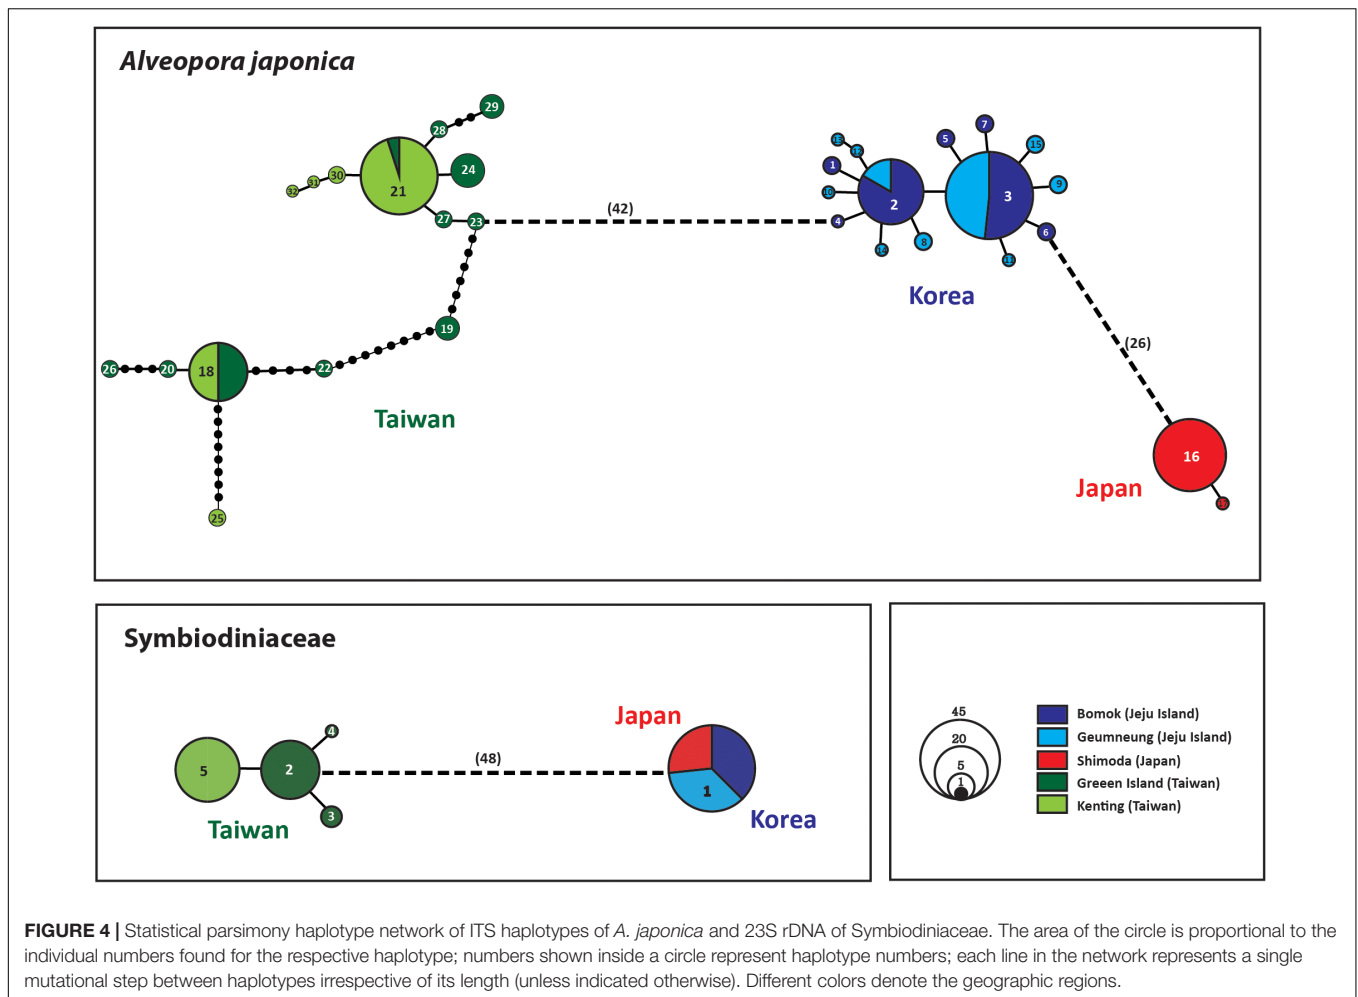 Alveopora japonica
29
28
24
21
30
31
32
27
23
(42)
19
22
18
20
26
25
Taiwan
13
12
1
10
4
14
8
2
5
7
15
9
3
6
11
Korea
(26)
16
Japan
17
Symbiodiniaceae
5
2
4
3
Taiwan
(48)
Japan
1
Korea
45
20
5
1
Bomok (Jeju Island)
Geumneung (Jeju Island)
Shimoda (Japan)
Greeen Island (Taiwan)
Kenting (Taiwan)
FIGURE 4 | Statistical parsimony haplotype network of ITS haplotypes of A. japonica and 23S rDNA of Symbiodiniaceae. The area of the circle is proportional to the
individual numbers found for the respective haplotype; numbers shown inside a circle represent haplotype numbers; each line in the network represents a single
mutational step between haplotypes irrespective of its length (unless indicated otherwise). Different colors denote the geographic regions.